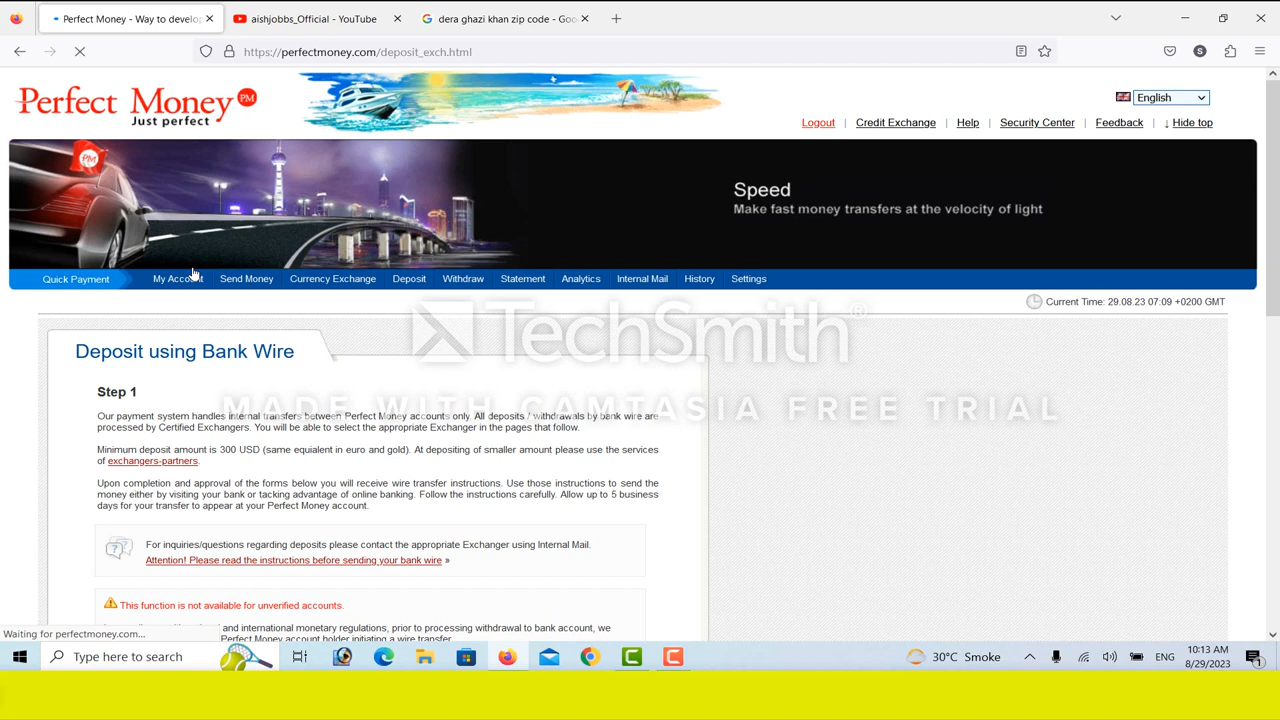 Perfect Money - Way to develo
aishjobbs_Official - YouTube
dera ghazi khan zip code - Goo
https://perfectmoney.com/deposit_exch.html
S
Perfect Money PM
Just perfect
English
Logout | Credit Exchange | Help | Security Center | Feedback | ↓ Hide top
PM
Speed
Make fast money transfers at the velocity of light
Quick Payment My Account Send Money Currency Exchange Deposit Withdraw Statement Analytics Internal Mail History Settings
Current Time: 29.08.23 07:09 +0200 GMT
TechSmith®
MADE WITH CAMTASIA FREE TRIAL
Deposit using Bank Wire
Step 1
Our payment system handles internal transfers between Perfect Money accounts only. All deposits / withdrawals by bank wire are
processed by Certified Exchangers. You will be able to select the appropriate Exchanger in the pages that follow.
Minimum deposit amount is 300 USD (same equivalent in euro and gold). At depositing of smaller amount please use the services
of exchangers-partners.
Upon completion and approval of the forms below you will receive wire transfer instructions. Use those instructions to send the
money either by visiting your bank or tacking advantage of online banking. Follow the instructions carefully. Allow up to 5 business
days for your transfer to appear at your Perfect Money account.
For inquiries/questions regarding deposits please contact the appropriate Exchanger using Internal Mail.
Attention! Please read the instructions before sending your bank wire »
This function is not available for unverified accounts.
and international monetary regulations, prior to processing withdrawal to bank account, we
Perfect Money account holder initiating a wire transfer.
Waiting for perfectmoney.com...
Type here to search
30°C Smoke
ENG
10:13 AM
8/29/2023
1